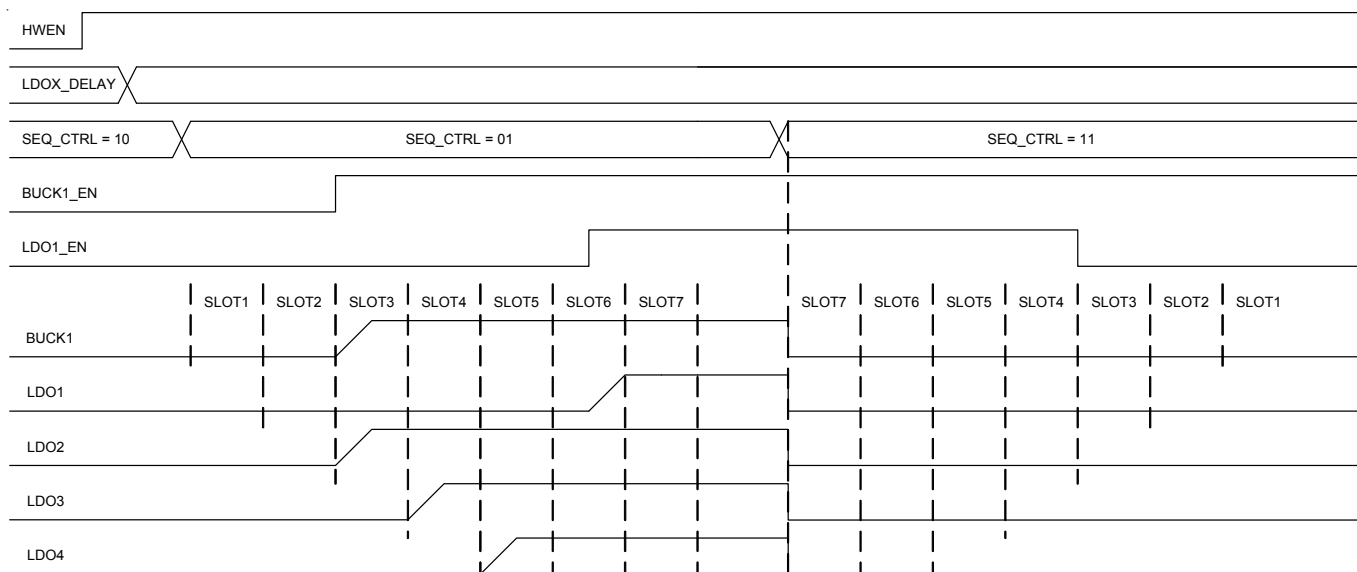 HWEN
LDOX_DELAY
SEQ_CTRL = 10 SEQ_CTRL = 01 SEQ_CTRL = 11
BUCK1_EN
LDO1_EN
SLOT1 SLOT2 SLOT3 SLOT4 SLOT5 SLOT6 SLOT7 SLOT7 SLOT6 SLOT5 SLOT4 SLOT3 SLOT2 SLOT1
BUCK1
LDO1
LDO2
LDO3
LDO4